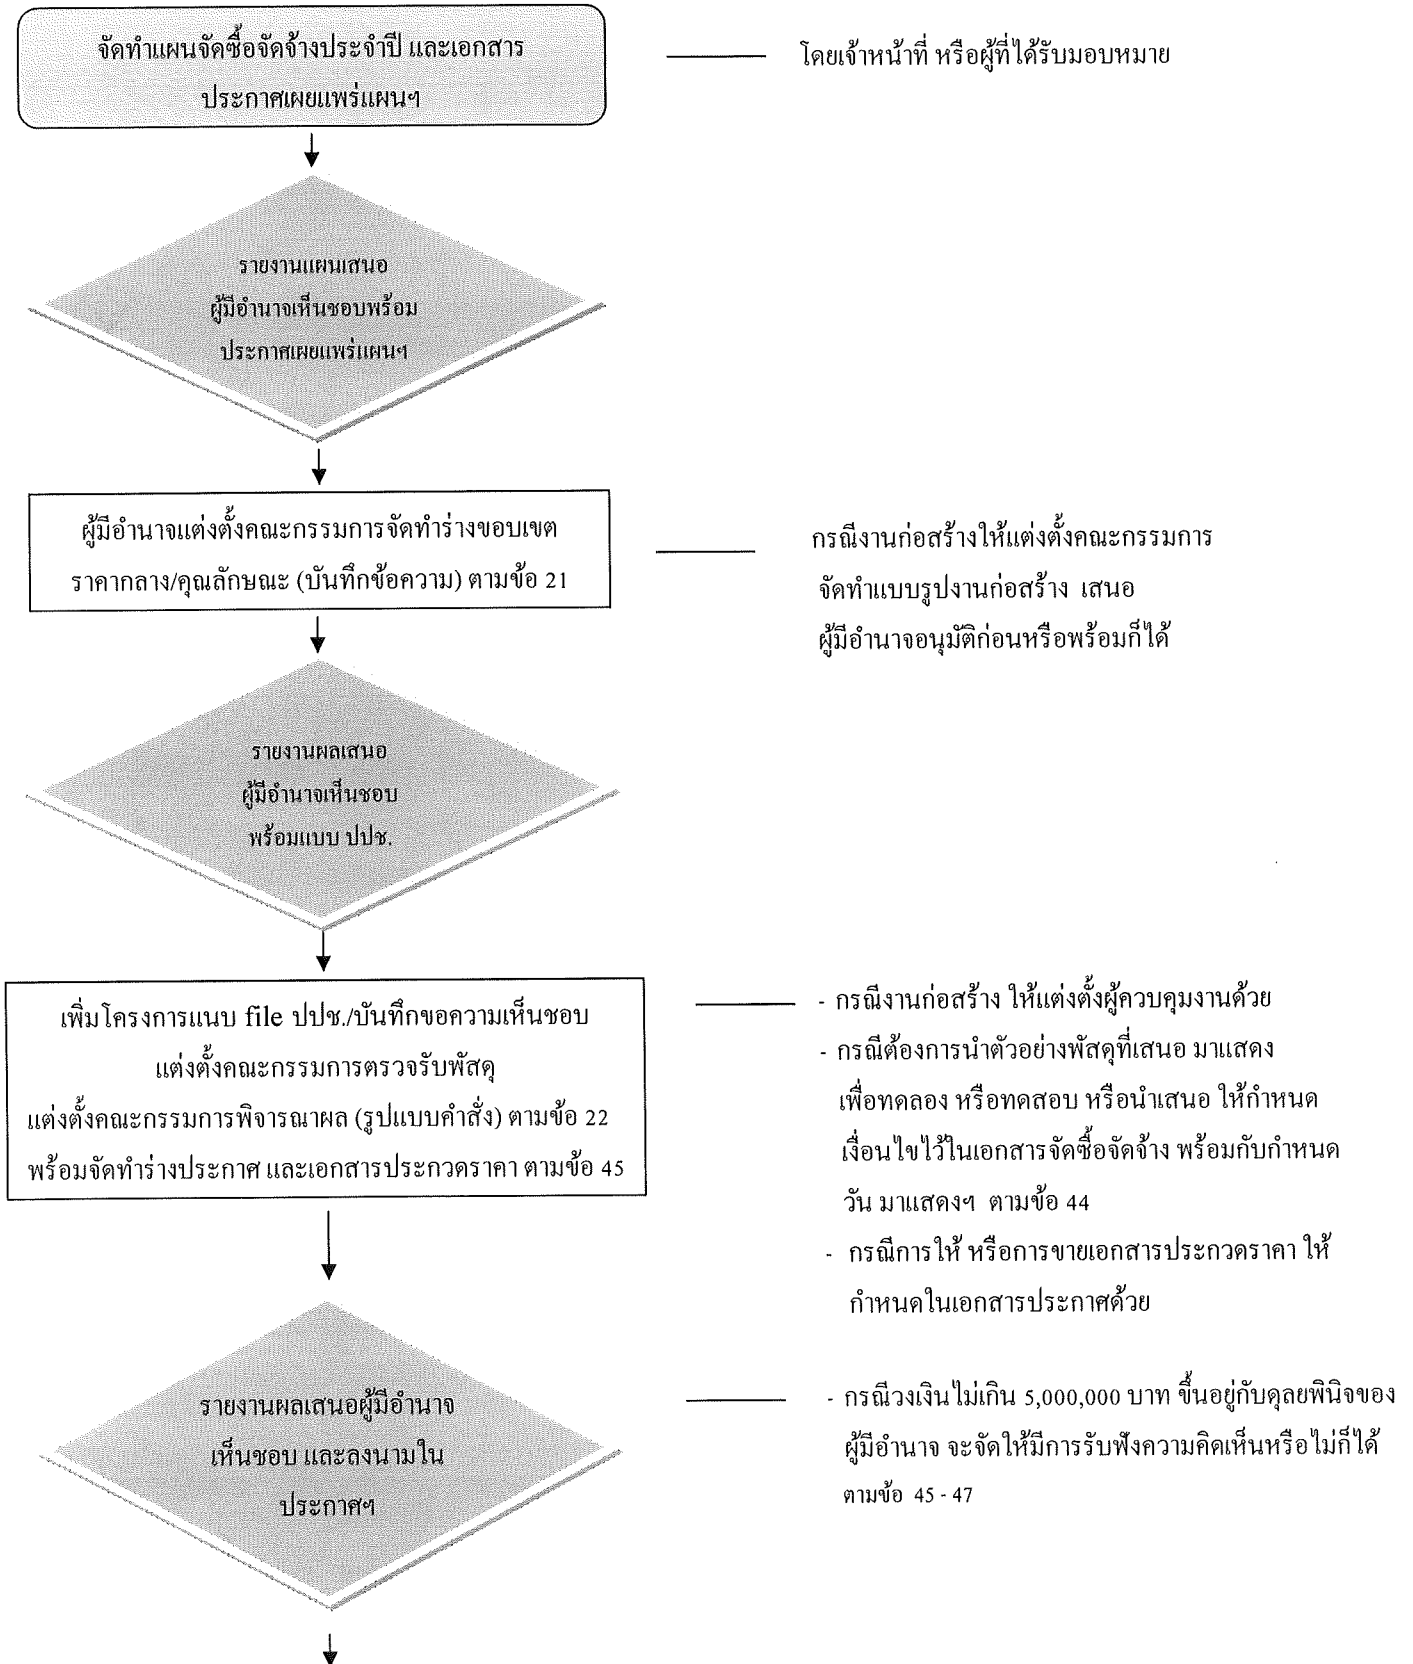 จัดทำแผนจัดซื้อจัดจ้างประจำปี และเอกสาร
ประกาศเผยแพร่แผนฯ
โดยเจ้าหน้าที่ หรือผู้ที่ได้รับมอบหมาย
รายงานแผนเสนอ
ผู้มีอำนาจเห็นชอบพร้อม
ประกาศเผยแพร่แผนฯ
ผู้มีอำนาจแต่งตั้งคณะกรรมการจัดทำร่างขอบเขต
ราคากลาง/คุณลักษณะ (บันทึกข้อความ) ตามข้อ 21
กรณีงานก่อสร้างให้แต่งตั้งคณะกรรมการ
จัดทำแบบรูปงานก่อสร้าง เสนอ
ผู้มีอำนาจอนุมัติก่อนหรือพร้อมก็ได้
รายงานผลเสนอ
ผู้มีอำนาจเห็นชอบ
พร้อมแบบ ปปช.
เพิ่มโครงการแนบ file ปปช./บันทึกขอความเห็นชอบ
แต่งตั้งคณะกรรมการตรวจรับพัสดุ
แต่งตั้งคณะกรรมการพิจารณาผล (รูปแบบคำสั่ง) ตามข้อ 22
พร้อมจัดทำร่างประกาศ และเอกสารประกวดราคา ตามข้อ 45
- กรณีงานก่อสร้าง ให้แต่งตั้งผู้ควบคุมงานด้วย
- กรณีต้องการนำตัวอย่างพัสดุที่เสนอ มาแสดง
เพื่อทดลอง หรือทดสอบ หรือนำเสนอ ให้กำหนด
เงื่อนไขไว้ในเอกสารจัดซื้อจัดจ้าง พร้อมกับกำหนด
วัน มาแสดงฯ ตามข้อ 44
- กรณีการให้ หรือการขายเอกสารประกวดราคา ให้
กำหนดในเอกสารประกาศด้วย
รายงานผลเสนอผู้มีอำนาจ
เห็นชอบ และลงนามใน
ประกาศฯ
- กรณีวงเงินไม่เกิน 5,000,000 บาท ขึ้นอยู่กับดุลยพินิจของ
ผู้มีอำนาจ จะจัดให้มีการรับฟังความคิดเห็นหรือไม่ก็ได้
ตามข้อ 45 - 47